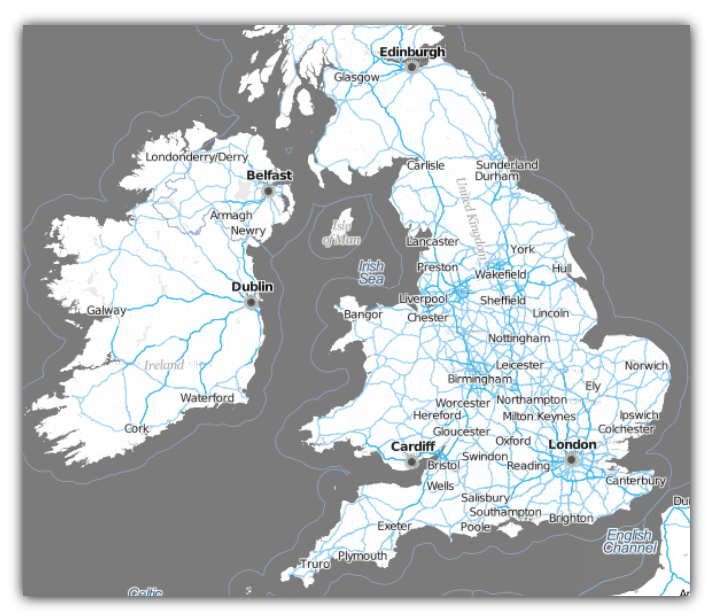 Edinburgh
Glasgow
Londonderry/Derry
Carlisle
Sunderland
Durham
Belfast
United Kingdom
Armagh
Newry
Isle
of Man
Lancaster
York
Irish
Sea
Preston
Wakefield
Hull
Dublin
Liverpool
Sheffield
Galway
Bangor
Chester
Lincoln
Nottingham
Ireland
Leicester
Norwich
Birmingham
Ely
Waterford
Worcester
Northampton
Hereford
Milton Keynes
Ipswich
Cork
Gloucester
Colchester
Cardiff
Oxford
London
Bristol
Swindon
Reading
Wells
Canterbury
Salisbury
Southampton
Exeter
Poole
Brighton
English
Channel
Plymouth
Truro
Celtic